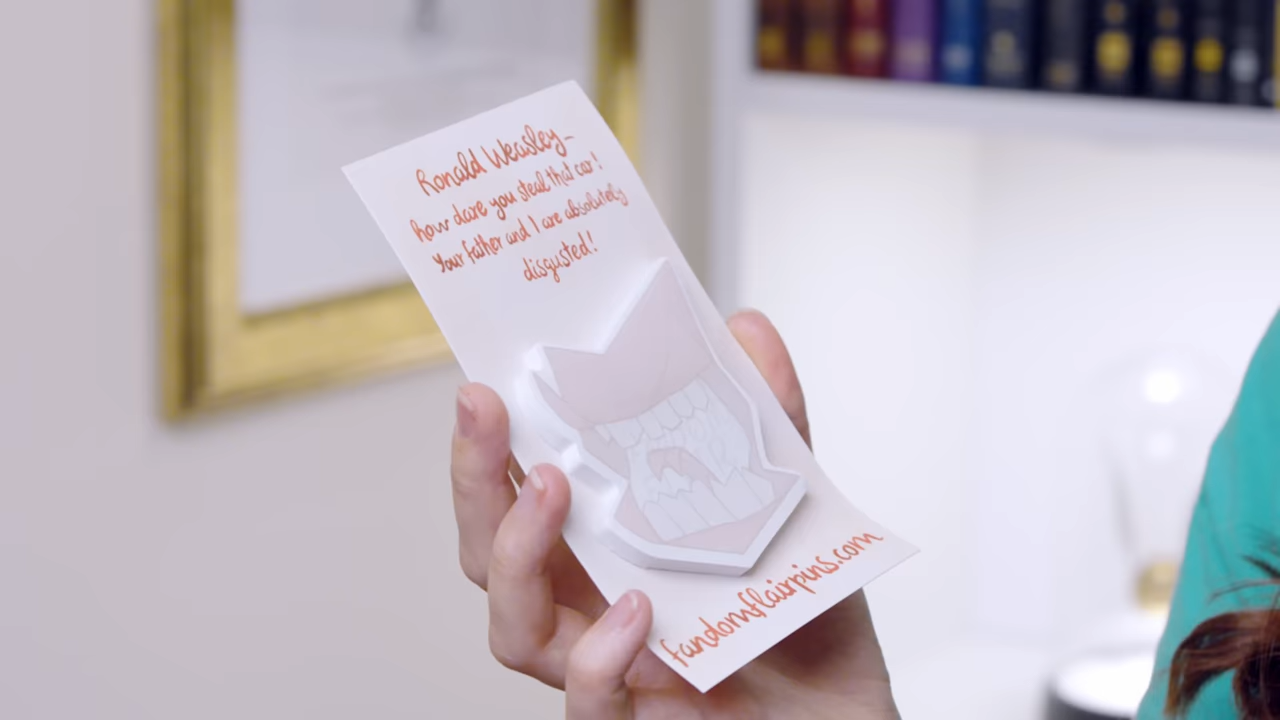 Ronald Weasley-
how dare you steal that car!
Your father and I are absolutely
disgusted!
fandomflairpins.com